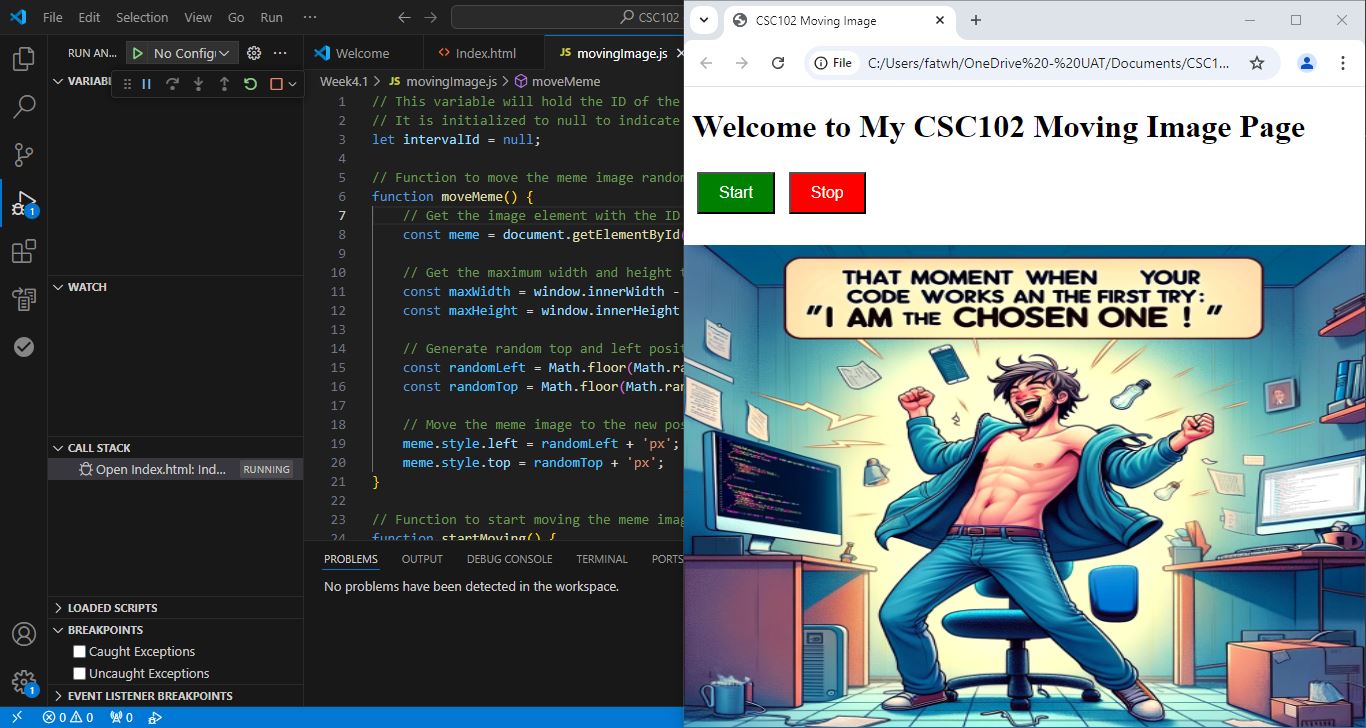 File Edit Selection View Go Run ··· CSC102
RUN AN... No Config
Welcome Index.html JS movingImage.js
VARIABL
Week4.1 > JS movingImage.js > moveMeme
1 // This variable will hold the ID of the
2 // It is initialized to null to indicate
3 let intervalId = null;
4
5 // Function to move the meme image random
6 function moveMeme() {
7 // Get the image element with the ID
8 const meme = document.getElementById(
9
10 // Get the maximum width and height t
11 const maxWidth = window.innerWidth -
12 const maxHeight = window.innerHeight
13
14 // Generate random top and left posit
15 const randomLeft = Math.floor(Math.ra
16 const randomTop = Math.floor(Math.ran
17
18 // Move the meme image to the new pos
19 meme.style.left = randomLeft + 'px';
20 meme.style.top = randomTop + 'px';
21 }
22
23 // Function to start moving the meme imag
24 function startMoving() {
WATCH
CALL STACK
Open Index.html: Ind... RUNNING
LOADED SCRIPTS
BREAKPOINTS
Caught Exceptions
Uncaught Exceptions
EVENT LISTENER BREAKPOINTS
1
1
PROBLEMS OUTPUT DEBUG CONSOLE TERMINAL PORTS
No problems have been detected in the workspace.
0 0 0
CSC102 Moving Image
File C:/Users/fatwh/OneDrive%20-%20UAT/Documents/CSC1...
Welcome to My CSC102 Moving Image Page
Start Stop
THAT MOMENT WHEN YOUR
CODE WORKS AN THE FIRST TRY:
"I AM THE CHOSEN ONE ! "